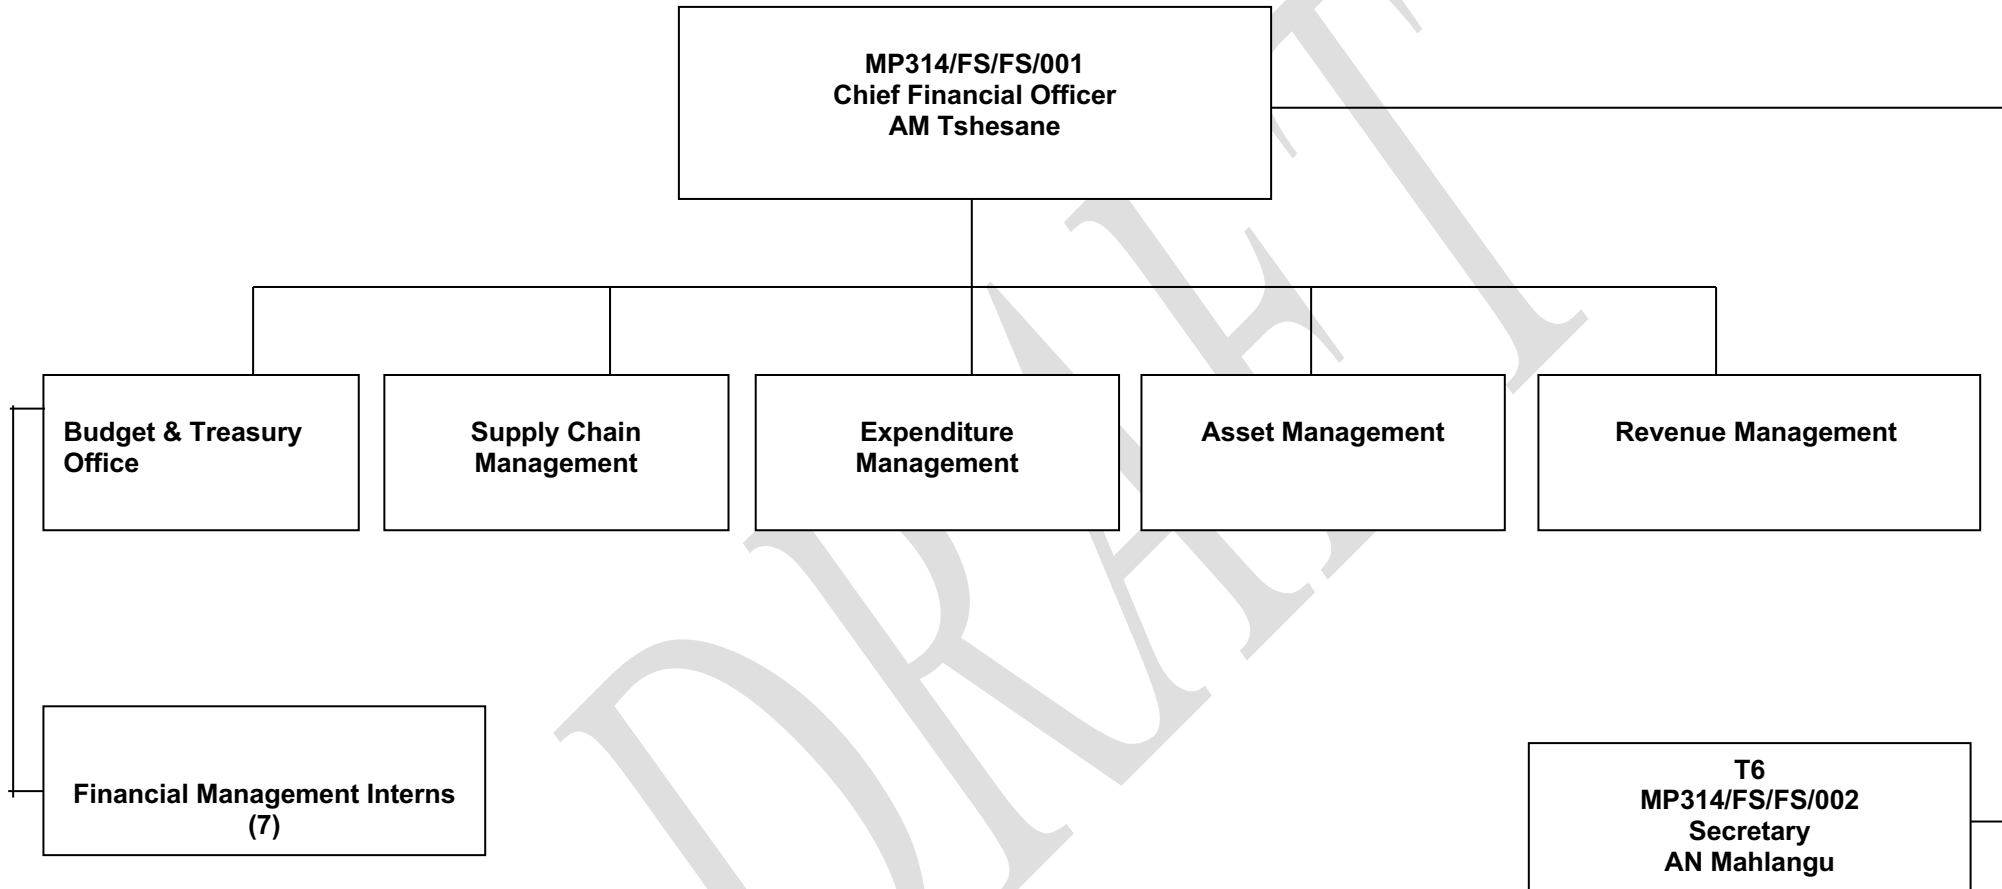 MP314/FS/FS/001
Chief Financial Officer
AM Tshesane
Budget & Treasury
Office
Supply Chain
Management
Expenditure
Management
Asset Management
Revenue Management
Financial Management Interns
(7)
T6
MP314/FS/FS/002
Secretary
AN Mahlangu
DRAFT